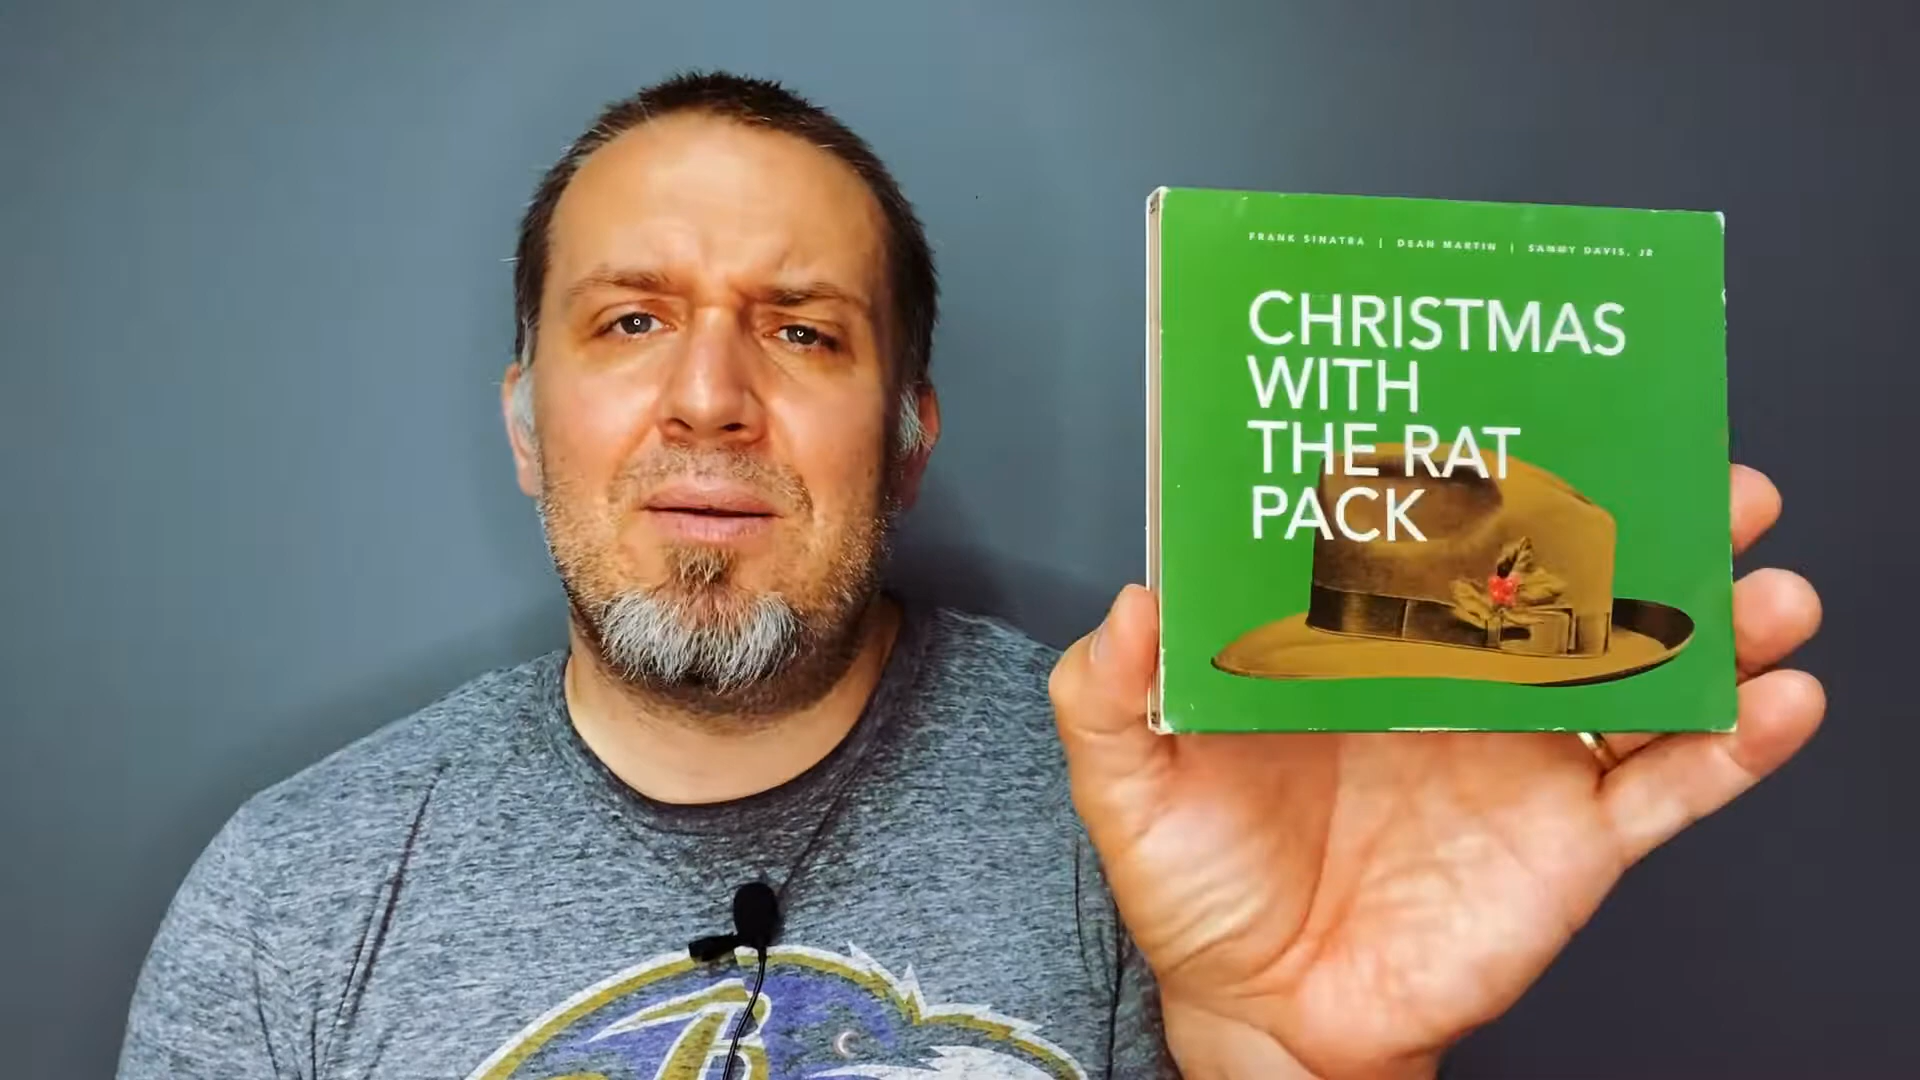 FRANK SINATRA | DEAN MARTIN | SAMMY DAVIS, JR
CHRISTMAS
WITH
THE RAT
PACK
B